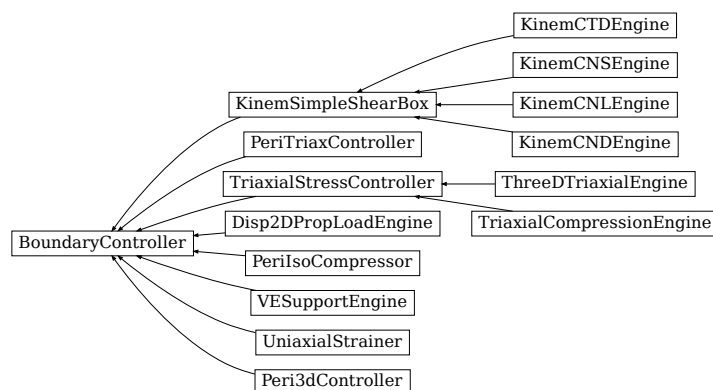 KinemCTDEngine
KinemCNSEngine
KinemSimpleShearBox
KinemCNLEngine
KinemCNDEngine
PeriTriaxController
TriaxialStressController
ThreeDTriaxialEngine
Disp2DPropLoadEngine
TriaxialCompressionEngine
BoundaryController
PeriIsoCompressor
VESupportEngine
UniaxialStrainer
Peri3dController